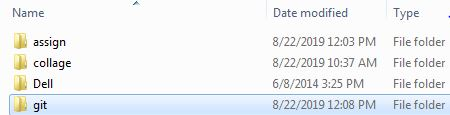 Name Date modified Type
assign 8/22/2019 12:03 PM File folder
collage 8/22/2019 10:37 AM File folder
Dell 6/8/2014 3:25 PM File folder
git 8/22/2019 12:08 PM File folder